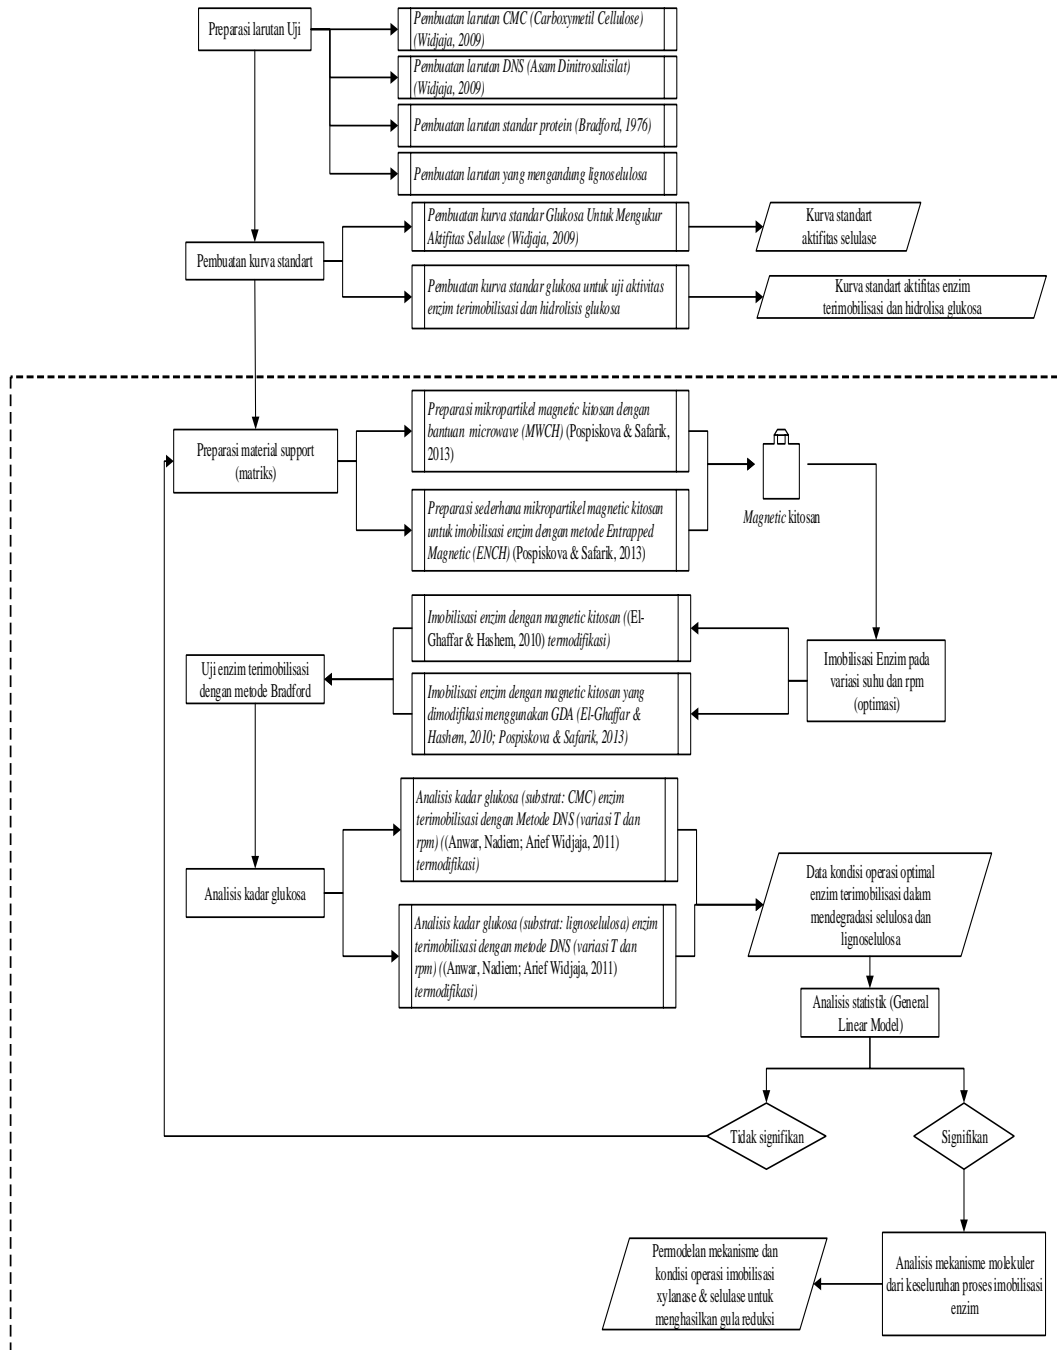 Preparasi larutan Uji
Pembuatan larutan CMC (Carboxymetil Cellulose)
(Widjaja, 2009)
Pembuatan larutan DNS (Asam Dinitrosalisilat)
(Widjaja, 2009)
Pembuatan larutan standar protein (Bradford, 1976)
Pembuatan larutan yang mengandung lignoselulosa
Pembuatan kurva standart
Pembuatan kurva standar Glukosa Untuk Mengukur
Aktifitas Selulase (Widjaja, 2009)
Kurva standart
aktifitas selulase
Pembuatan kurva standar glukosa untuk uji aktivitas
enzim terimobilisasi dan hidrolisis glukosa
Kurva standart aktifitas enzim
terimobilisasi dan hidrolisa glukosa
Preparasi material support
(matriks)
Preparasi mikropartikel magnetic kitosan dengan
bantuan microwave (MWCH) (Pospiskova & Safarik,
2013)
Preparasi sederhana mikropartikel magnetic kitosan
untuk imobilisasi enzim dengan metode Entrapped
Magnetic (ENCH) (Pospiskova & Safarik, 2013)
Magnetic kitosan
Imobilisasi Enzim pada
variasi suhu dan rpm
(optimasi)
Imobilisasi enzim dengan magnetic kitosan ((El-
Ghaffar & Hashem, 2010) termodifikasi)
Imobilisasi enzim dengan magnetic kitosan yang
dimodifikasi menggunakan GDA (El-Ghaffar &
Hashem, 2010; Pospiskova & Safarik, 2013)
Uji enzim terimobilisasi
dengan metode Bradford
Analisis kadar glukosa
Analisis kadar glukosa (substrat: CMC) enzim
terimobilisasi dengan Metode DNS (variasi T dan
rpm) ((Anwar, Nadiem; Arief Widjaja, 2011)
termodifikasi)
Analisis kadar glukosa (substrat: lignoselulosa) enzim
terimobilisasi dengan metode DNS (variasi T dan
rpm) ((Anwar, Nadiem; Arief Widjaja, 2011)
termodifikasi)
Data kondisi operasi optimal
enzim terimobilisasi dalam
mendegradasi selulosa dan
lignoselulosa
Analisis statistik (General
Linear Model)
Tidak signifikan
Signifikan
Analisis mekanisme molekuler
dari keseluruhan proses imobilisasi
enzim
Permodelan mekanisme dan
kondisi operasi imobilisasi
xylanase & selulase untuk
menghasilkan gula reduksi